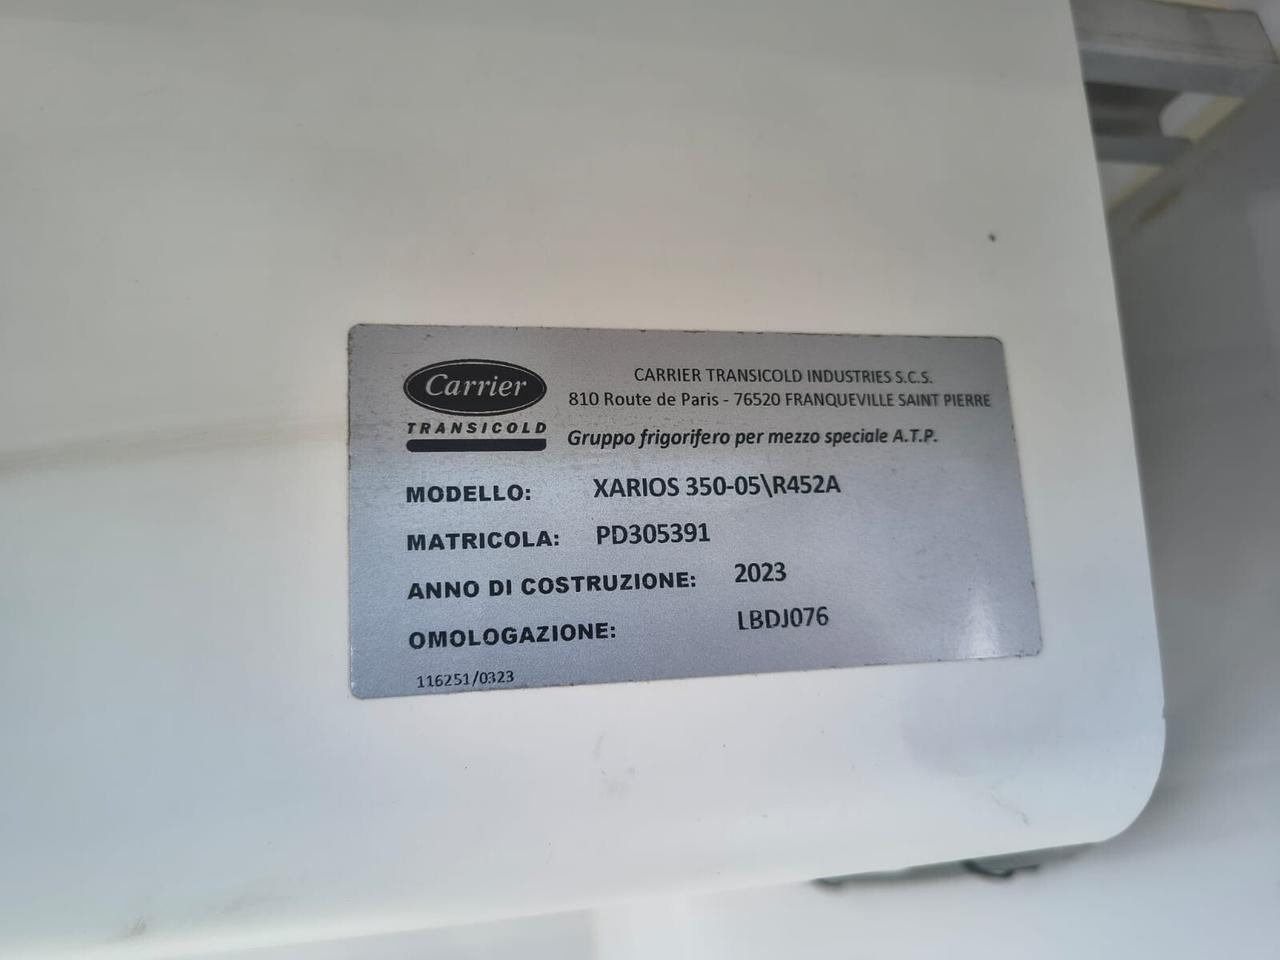 Carrier
TRANSICOLD
CARRIER TRANSICOLD INDUSTRIES S.C.S.
810 Route de Paris - 76520 FRANQUEVILLE SAINT PIERRE
Gruppo frigorifero per mezzo speciale A.T.P.
MODELLO: XARIOS 350-05\R452A
MATRICOLA: PD305391
ANNO DI COSTRUZIONE: 2023
OMOLOGAZIONE: LBDJ076
116251/0323